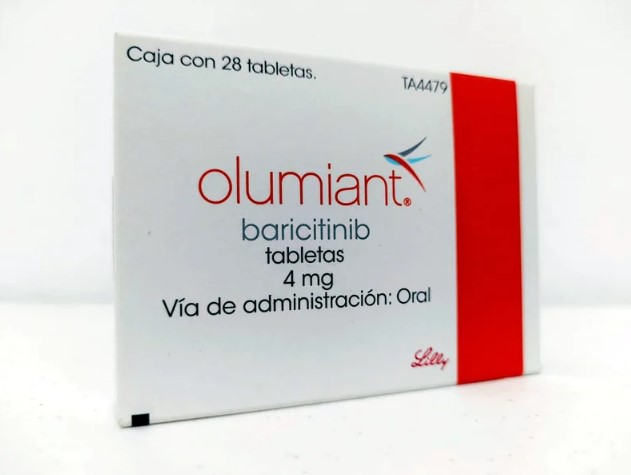 Caja con 28 tabletas.
TA4479
olumiant®
baricitinib
tabletas
4 mg
Vía de administración: Oral
Lilly